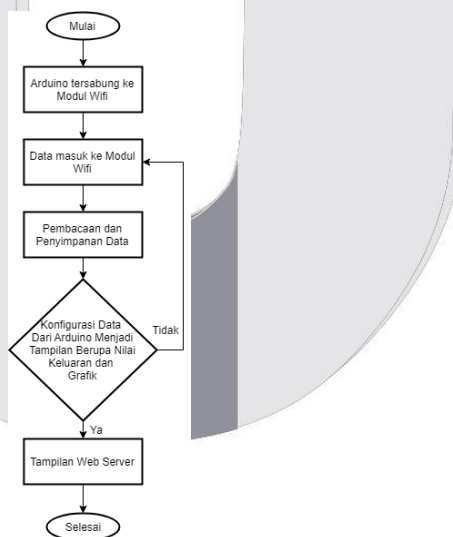 Mulai
Arduino tersabung ke
Modul Wifi
Data masuk ke Modul
Wifi
Pembacaan dan
Penyimpanan Data
Konfigurasi Data
Dari Arduino Menjadi
Tampilan Berupa Nilai
Keluaran dan
Grafik
Tidak
Ya
Tampilan Web Server
Selesai